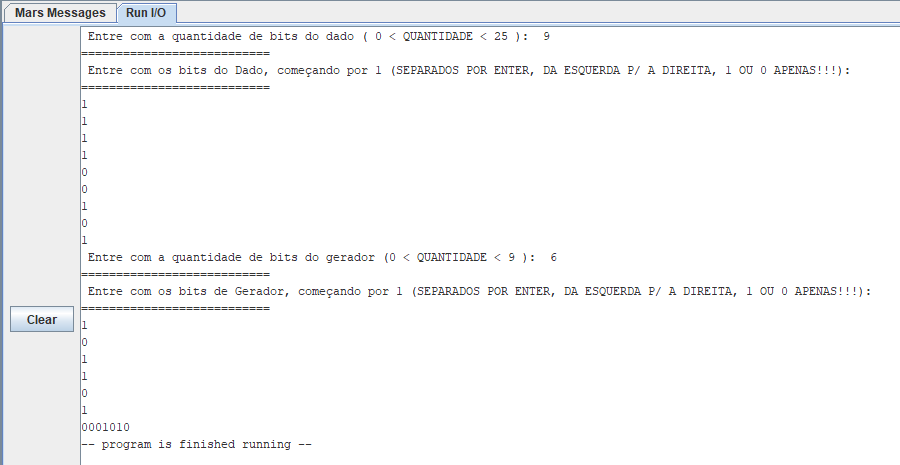 Mars Messages Run I/O
Entre com a quantidade de bits do dado ( 0 < QUANTIDADE < 25 ): 9
===========================
Entre com os bits do Dado, começando por 1 (SEPARADOS POR ENTER, DA ESQUERDA P/ A DIREITA, 1 OU 0 APENAS!!!):
===========================
1
1
1
1
0
0
1
0
1
Entre com a quantidade de bits do gerador (0 < QUANTIDADE < 9 ): 6
===========================
Entre com os bits de Gerador, começando por 1 (SEPARADOS POR ENTER, DA ESQUERDA P/ A DIREITA, 1 OU 0 APENAS!!!):
===========================
Clear
1
0
1
1
0
1
0001010
-- program is finished running --